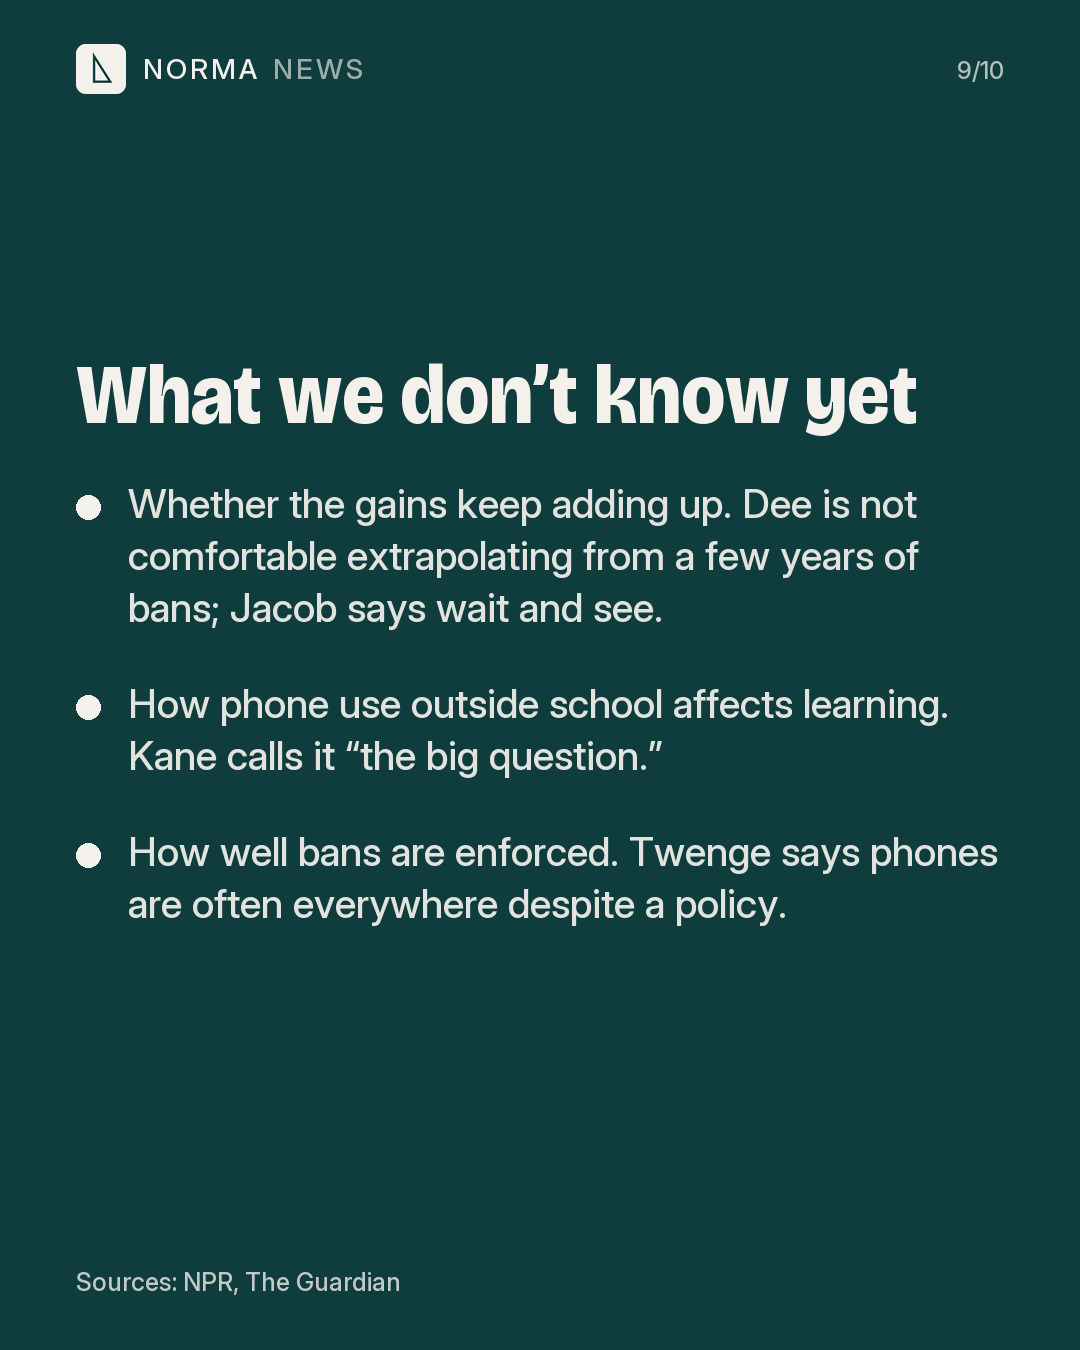 NORMA NEWS
9/10
What we don’t know yet
Whether the gains keep adding up. Dee is not
comfortable extrapolating from a few years of
bans; Jacob says wait and see.
How phone use outside school affects learning.
Kane calls it “the big question.”
How well bans are enforced. Twenge says phones
are often everywhere despite a policy.
Sources: NPR, The Guardian